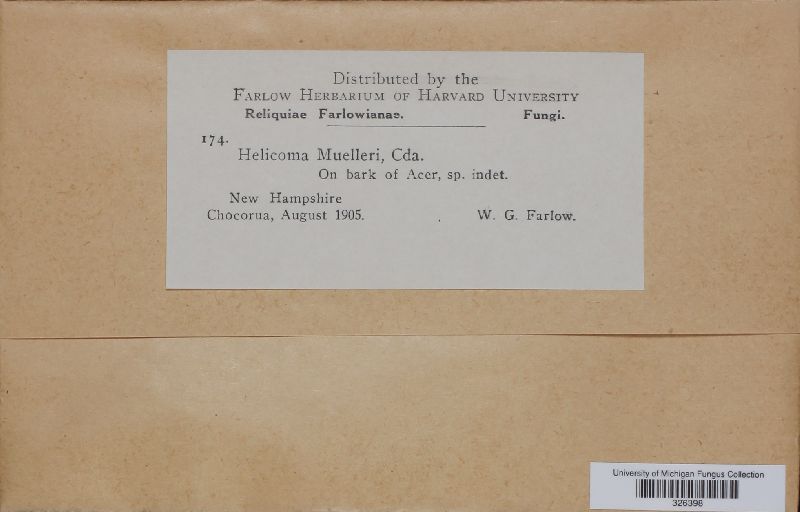 Distributed by the
Farlow Herbarium of Harvard University
Reliquiae Farlowianae. Fungi.
174.
Helicoma Muelleri, Cda.
On bark of Acer, sp. indet.
New Hampshire
Chocorua, August 1905. W. G. Farlow.
University of Michigan Fungus Collection
326398